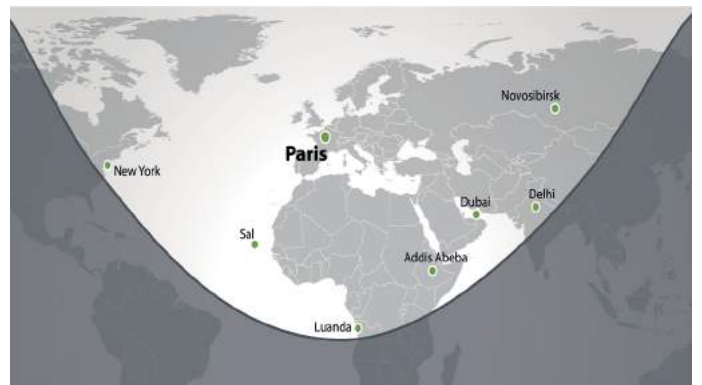 Novosibirsk
Paris
New York
Delhi
Dubai
Sal
Addis Abeba
Luanda